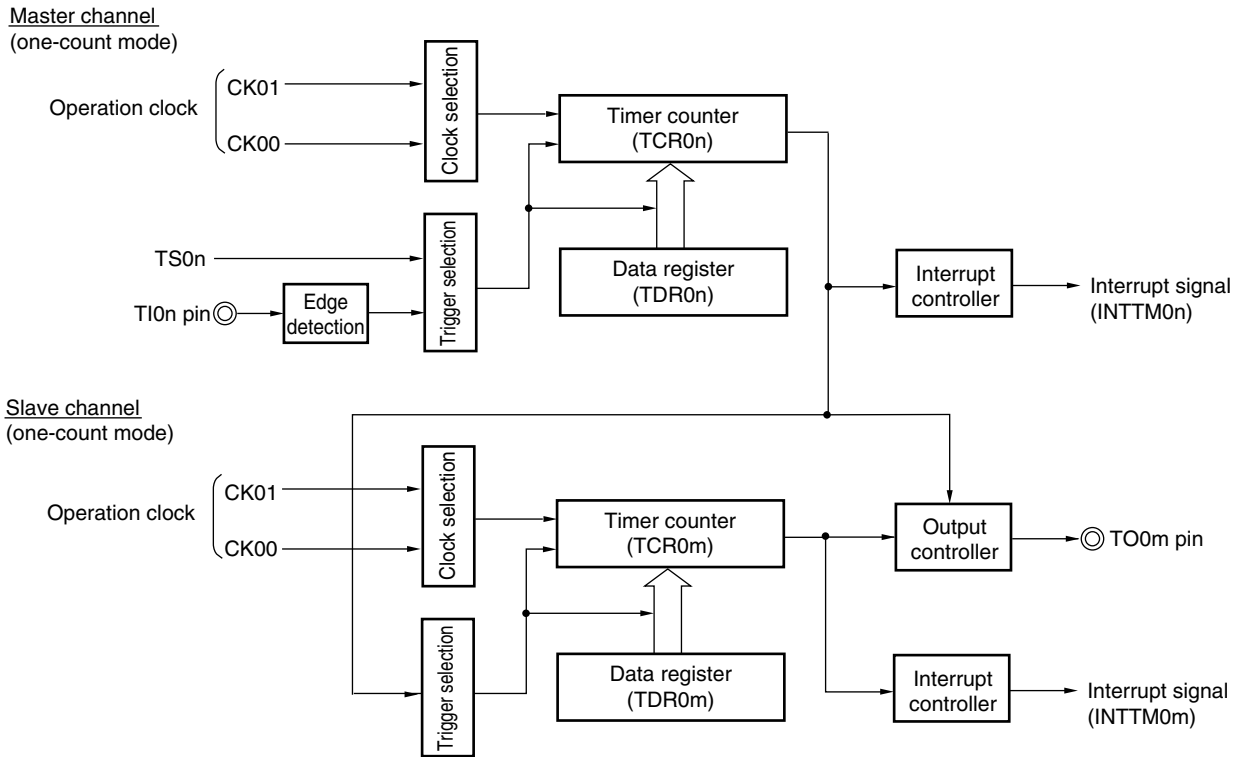 Master channel
(one-count mode)
Operation clock
CK01
CK00
Clock selection
Timer counter
(TCR0n)
TS0n
TI0n pin
Edge
detection
Trigger selection
Data register
(TDR0n)
Interrupt
controller
Interrupt signal
(INTTM0n)
Slave channel
(one-count mode)
Operation clock
CK01
CK00
Clock selection
Timer counter
(TCR0m)
Output
controller
TO0m pin
Trigger selection
Data register
(TDR0m)
Interrupt
controller
Interrupt signal
(INTTM0m)